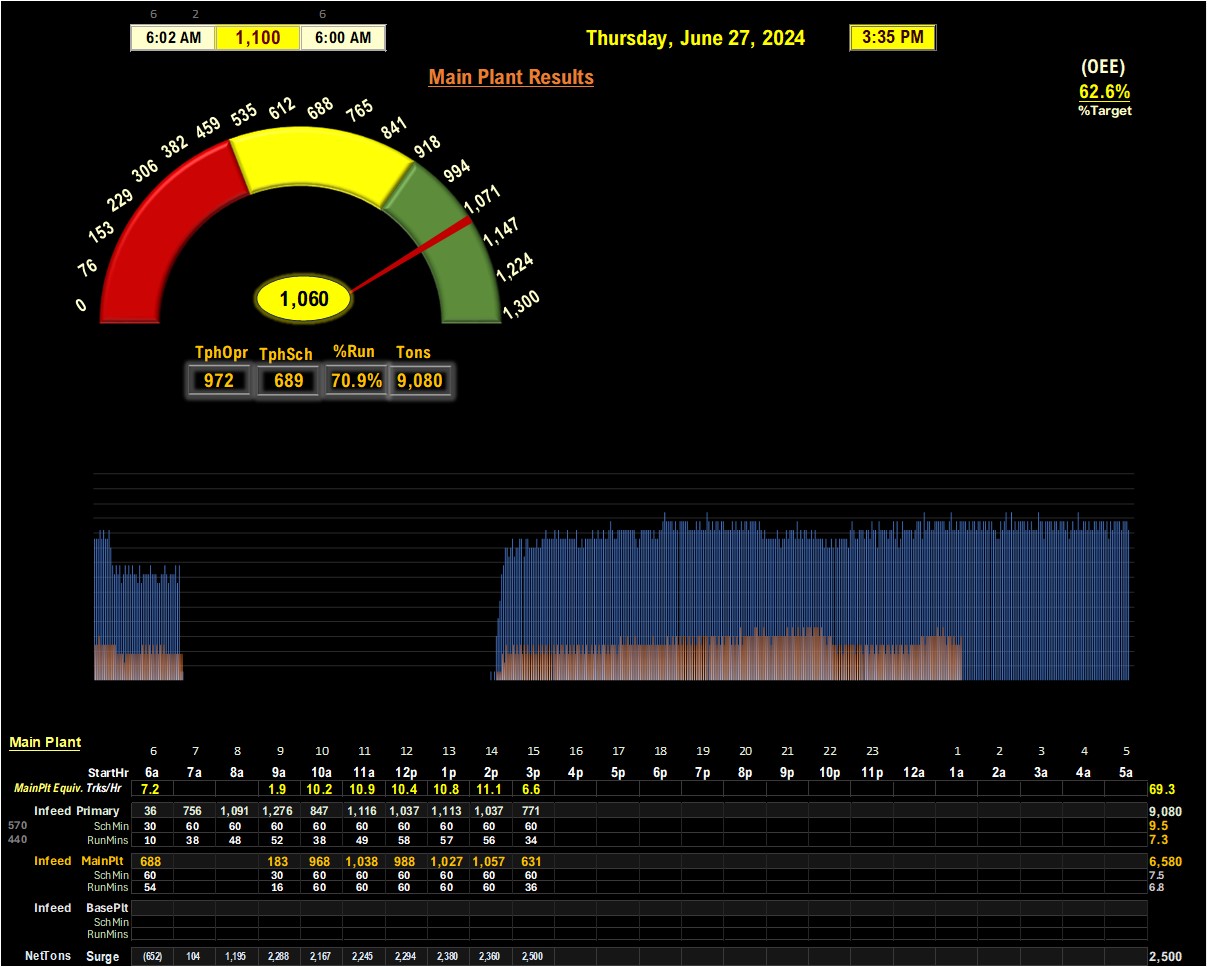 6 2 6
6:02 AM 1,100 6:00 AM
Thursday, June 27, 2024
3:35 PM
(OEE)
62.6%
%Target
Main Plant Results
0 76 153 229 306 382 459 535 612 688 765 841 918 994 1,071 1,147 1,224 1,300
1,060
TphOpr TphSch %Run Tons
972 689 70.9% 9,080
Main Plant
6 7 8 9 10 11 12 13 14 15 16 17 18 19 20 21 22 23 1 2 3 4 5
StartHr 6a 7a 8a 9a 10a 11a 12p 1p 2p 3p 4p 5p 6p 7p 8p 9p 10p 11p 12a 1a 2a 3a 4a 5a
MainPlt Equiv. Trks/Hr 7.2 1.9 10.2 10.9 10.4 10.8 11.1 6.6 69.3
Infeed Primary 36 756 1,091 1,276 847 1,116 1,037 1,113 1,037 771 9,080
570 SchMin 30 60 60 60 60 60 60 60 60 60 9.5
440 RunMins 10 38 48 52 38 49 58 57 56 34 7.3
Infeed MainPlt 688 183 968 1,038 988 1,027 1,057 631 6,580
SchMin 60 30 60 60 60 60 60 60 7.5
RunMins 54 16 60 60 60 60 60 36 6.8
Infeed BasePlt
SchMin
RunMins
NetTons Surge (652) 104 1,195 2,288 2,167 2,245 2,294 2,380 2,360 2,500 2,500